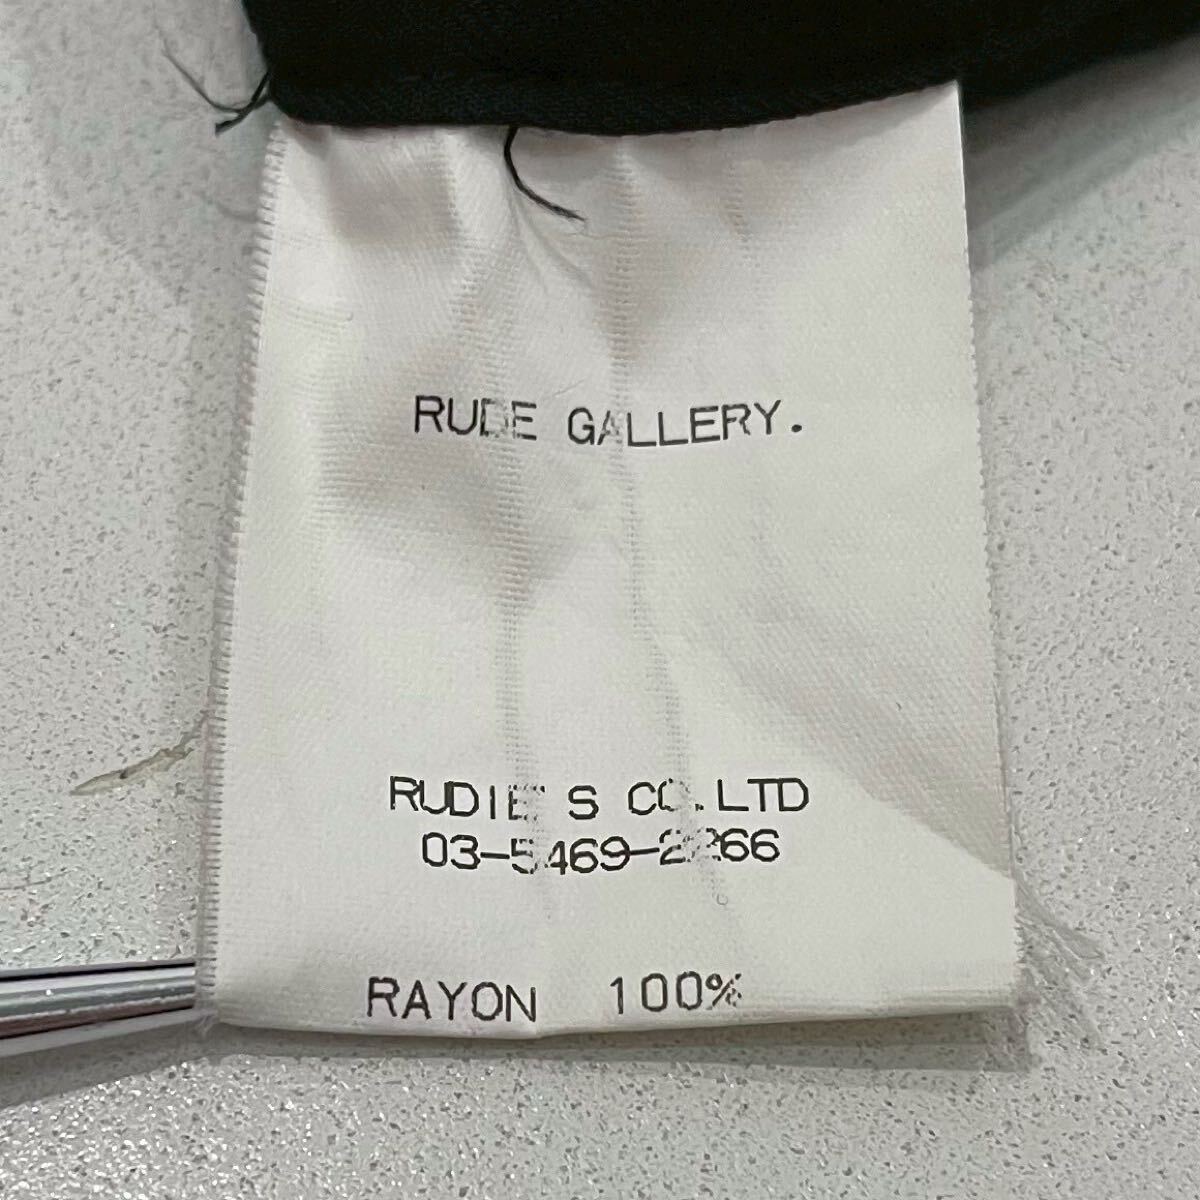 RUDE GALLERY.
RUDIE'S CO.LTD
03-5469-2266
RAYON 100%